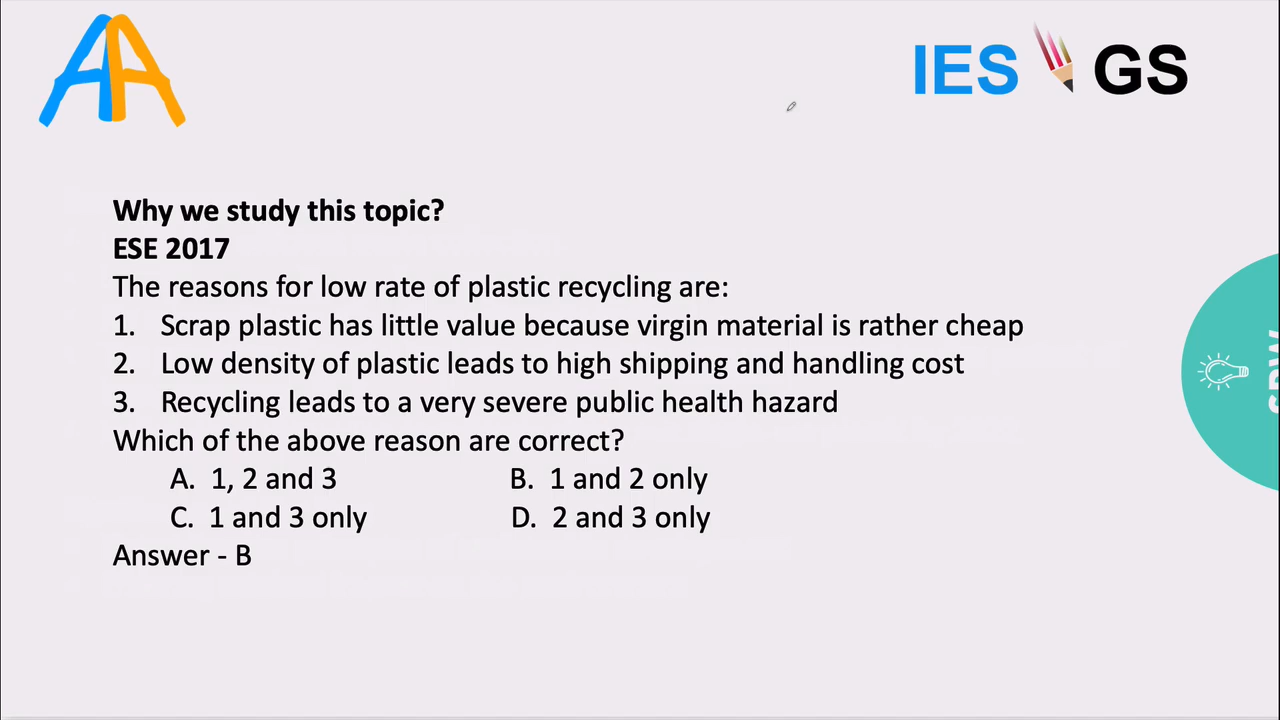 AA
IES GS
Why we study this topic?
ESE 2017
The reasons for low rate of plastic recycling are:
1. Scrap plastic has little value because virgin material is rather cheap
2. Low density of plastic leads to high shipping and handling cost
3. Recycling leads to a very severe public health hazard
Which of the above reason are correct?
A. 1, 2 and 3 B. 1 and 2 only
C. 1 and 3 only D. 2 and 3 only
Answer - B